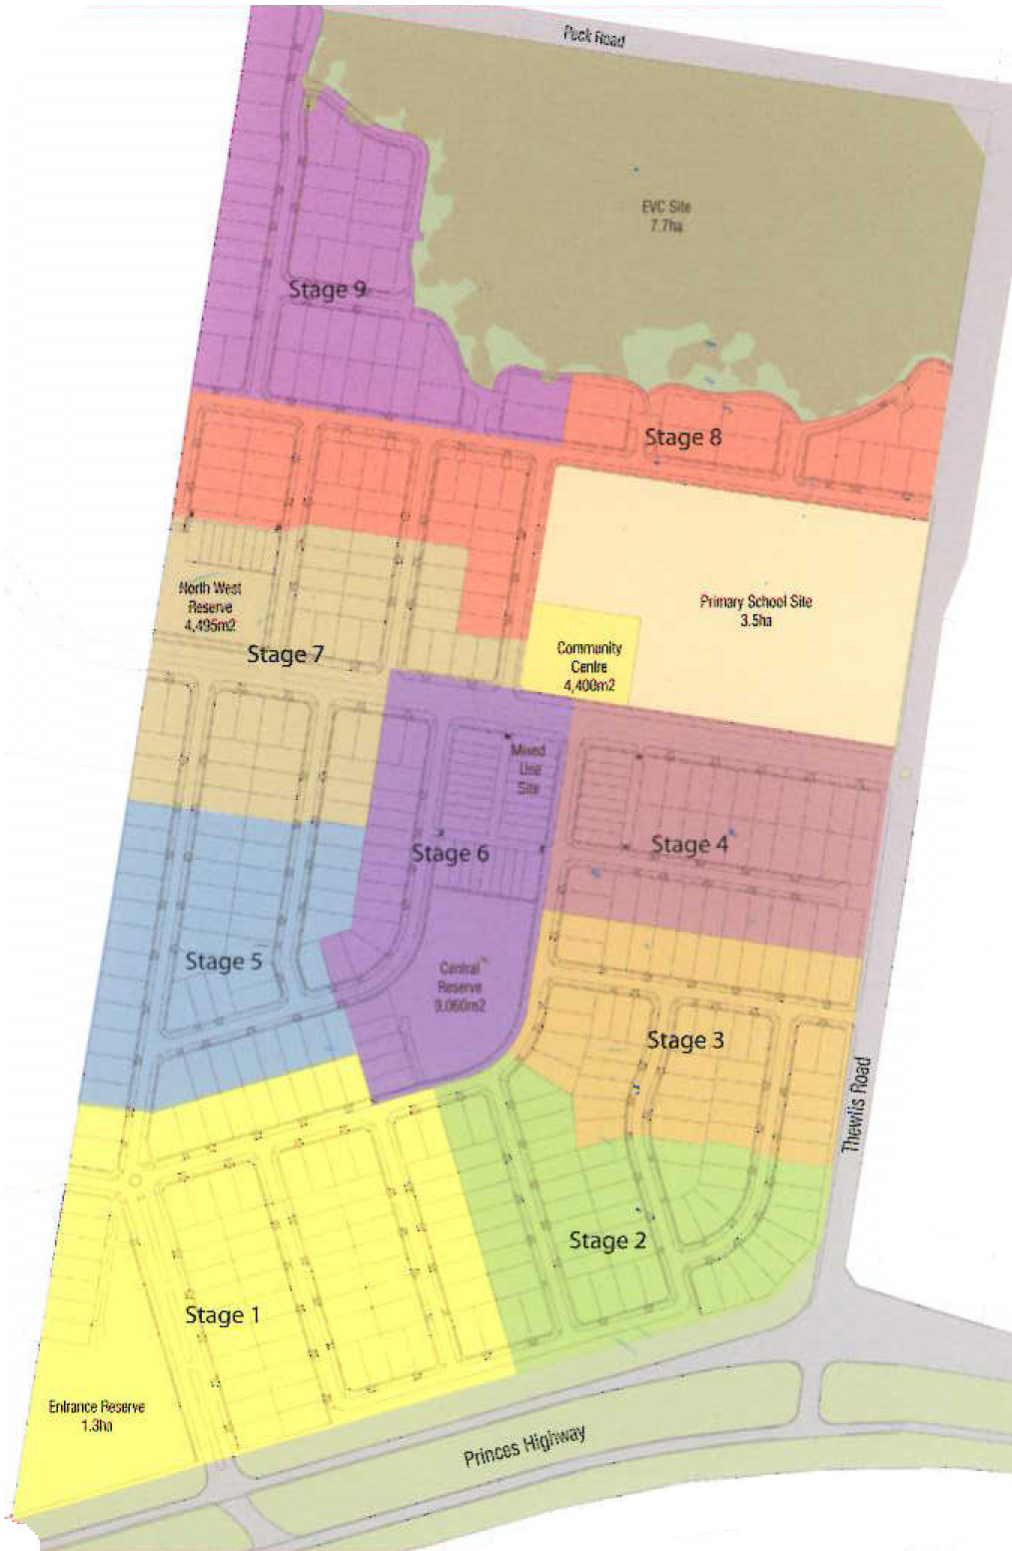 Peck Road
EVC Site
7.7ha
Stage 9
Stage 8
North West
Reserve
4,495m2
Primary School Site
3.5ha
Stage 7
Community
Centre
4,400m2
Mixed
Use
Site
Stage 4
Stage 6
Stage 5
Central
Reserve
9,060m2
Stage 3
Thewlis Road
Stage 2
Stage 1
Entrance Reserve
1.3ha
Princes Highway